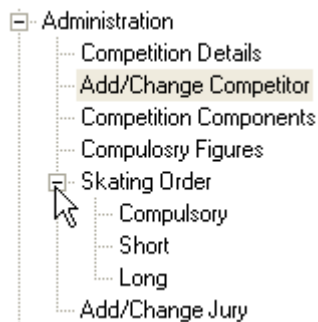 Administration
Competition Details
Add/Change Competitor
Competition Components
Compulosry Figures
Skating Order
Compulsory
Short
Long
Add/Change Jury